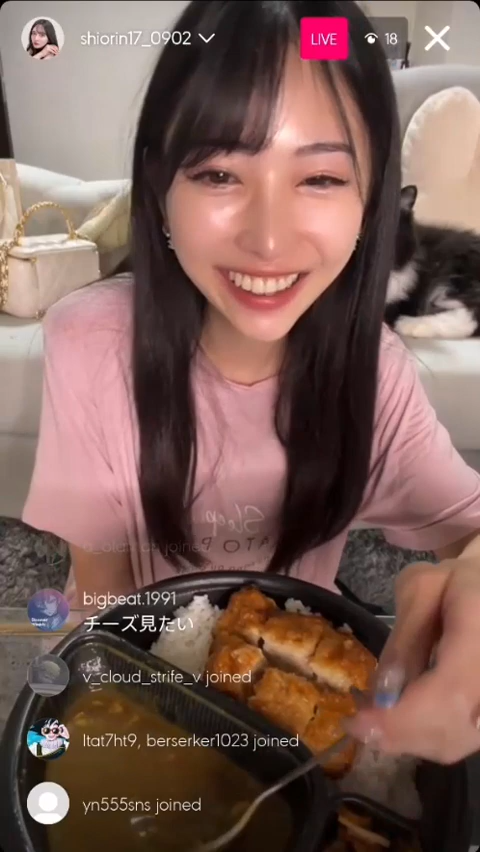 shiorin17_0902
LIVE
18
bigbeat.1991
チーズ見たい
v_cloud_strife_v joined
ltat7ht9, berserker1023 joined
yn555sns joined